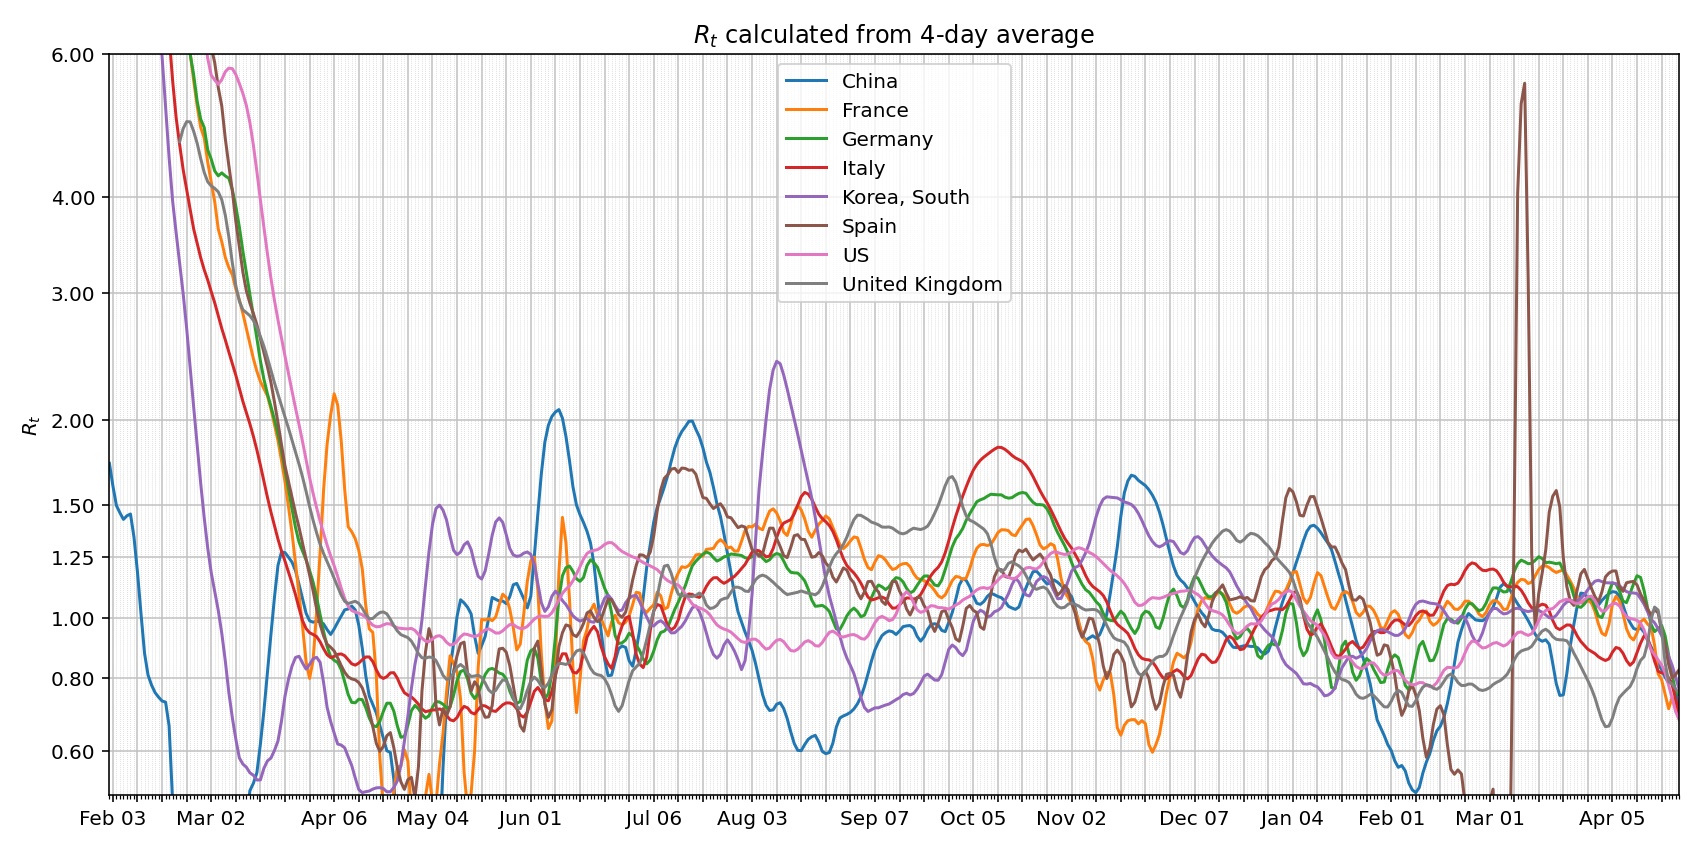 R_t calculated from 4-day average
6.00
4.00
3.00
2.00
1.50
1.25
1.00
0.80
0.60
R_t
China
France
Germany
Italy
Korea, South
Spain
US
United Kingdom
Feb 03 Mar 02 Apr 06 May 04 Jun 01 Jul 06 Aug 03 Sep 07 Oct 05 Nov 02 Dec 07 Jan 04 Feb 01 Mar 01 Apr 05